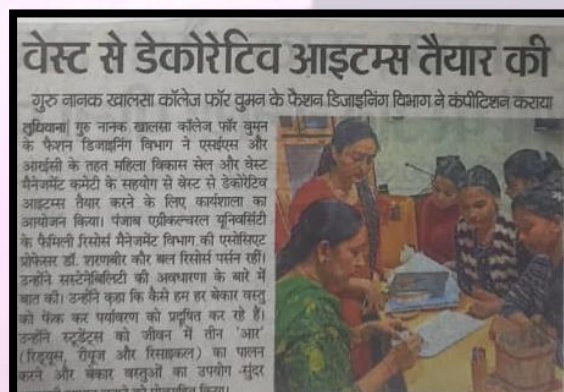 वेस्ट से डेकोरेटिव आइटम्स तैयार की
गुरु नानक खालसा कॉलेज फॉर वुमन के फैशन डिजाइनिंग विभाग ने कंपीटिशन कराया
लुधियाना| गुरु नानक खालसा कॉलेज फॉर वुमन
के फैशन डिजाइनिंग विभाग ने एसईएस और
आरईसी के तहत महिला विकास सेल और वेस्ट
मैनेजमेंट कमेटी के सहयोग से वेस्ट से डेकोरेटिव
आइटम्स तैयार करने के लिए कार्यशाला का
आयोजन किया। पंजाब एग्रीकल्चरल यूनिवर्सिटी
के फैमिली रिसोर्स मैनेजमेंट विभाग की एसोसिएट
प्रोफेसर डॉ. शरणबीर कौर बल रिसोर्स पर्सन रहीं।
उन्होंने सस्टेनेबिलिटी की अवधारणा के बारे में
बात की। उन्होंने कहा कि कैसे हम हर बेकार वस्तु
को फेंक कर पर्यावरण को प्रदूषित कर रहे हैं।
उन्होंने स्टूडेंट्स को जीवन में तीन 'आर'
(रिड्यूस, रीयूज और रिसाइकल) का पालन
करने और बेकार वस्तुओं का उपयोग सुंदर